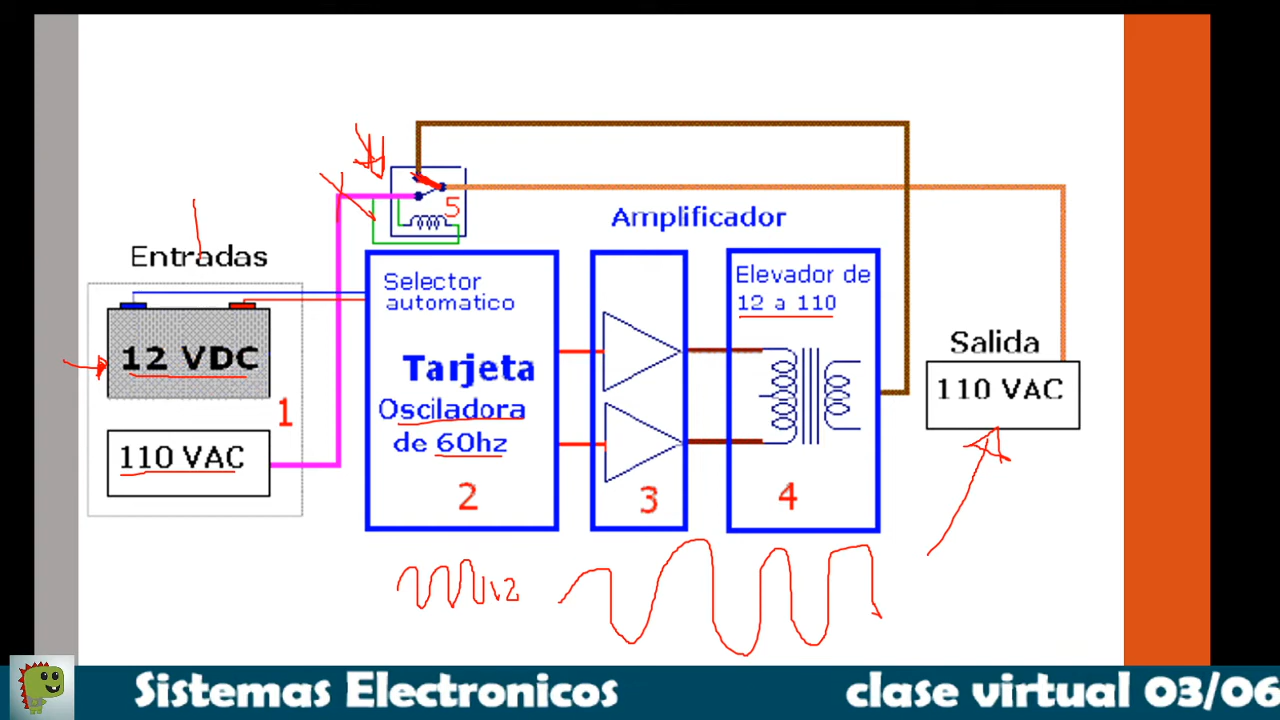 5
Amplificador
Entradas
Selector
automatico
Elevador de
12 a 110
12 VDC
Tarjeta
Osciladora
de 60hz
Salida
110 VAC
1
110 VAC
2
3
4
12
Sistemas Electronicos
clase virtual 03/06